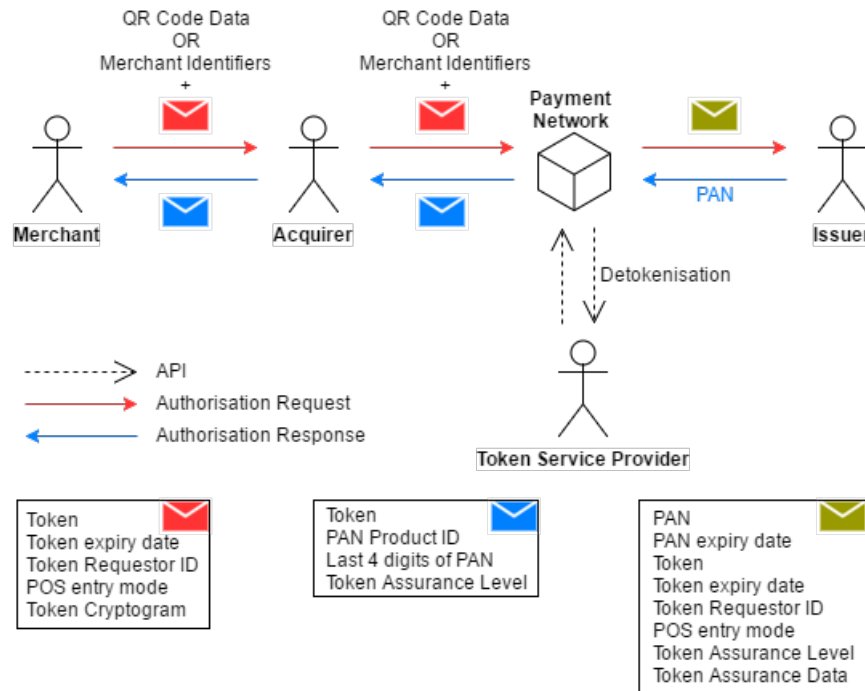 QR Code Data
OR
Merchant Identifiers
+
QR Code Data
OR
Merchant Identifiers
+
Payment
Network
PAN
Merchant
Acquirer
Issuer
Detokenisation
API
Authorisation Request
Authorisation Response
Token Service Provider
Token
Token expiry date
Token Requestor ID
POS entry mode
Token Cryptogram
Token
PAN Product ID
Last 4 digits of PAN
Token Assurance Level
PAN
PAN expiry date
Token
Token expiry date
Token Requestor ID
POS entry mode
Token Assurance Level
Token Assurance Data